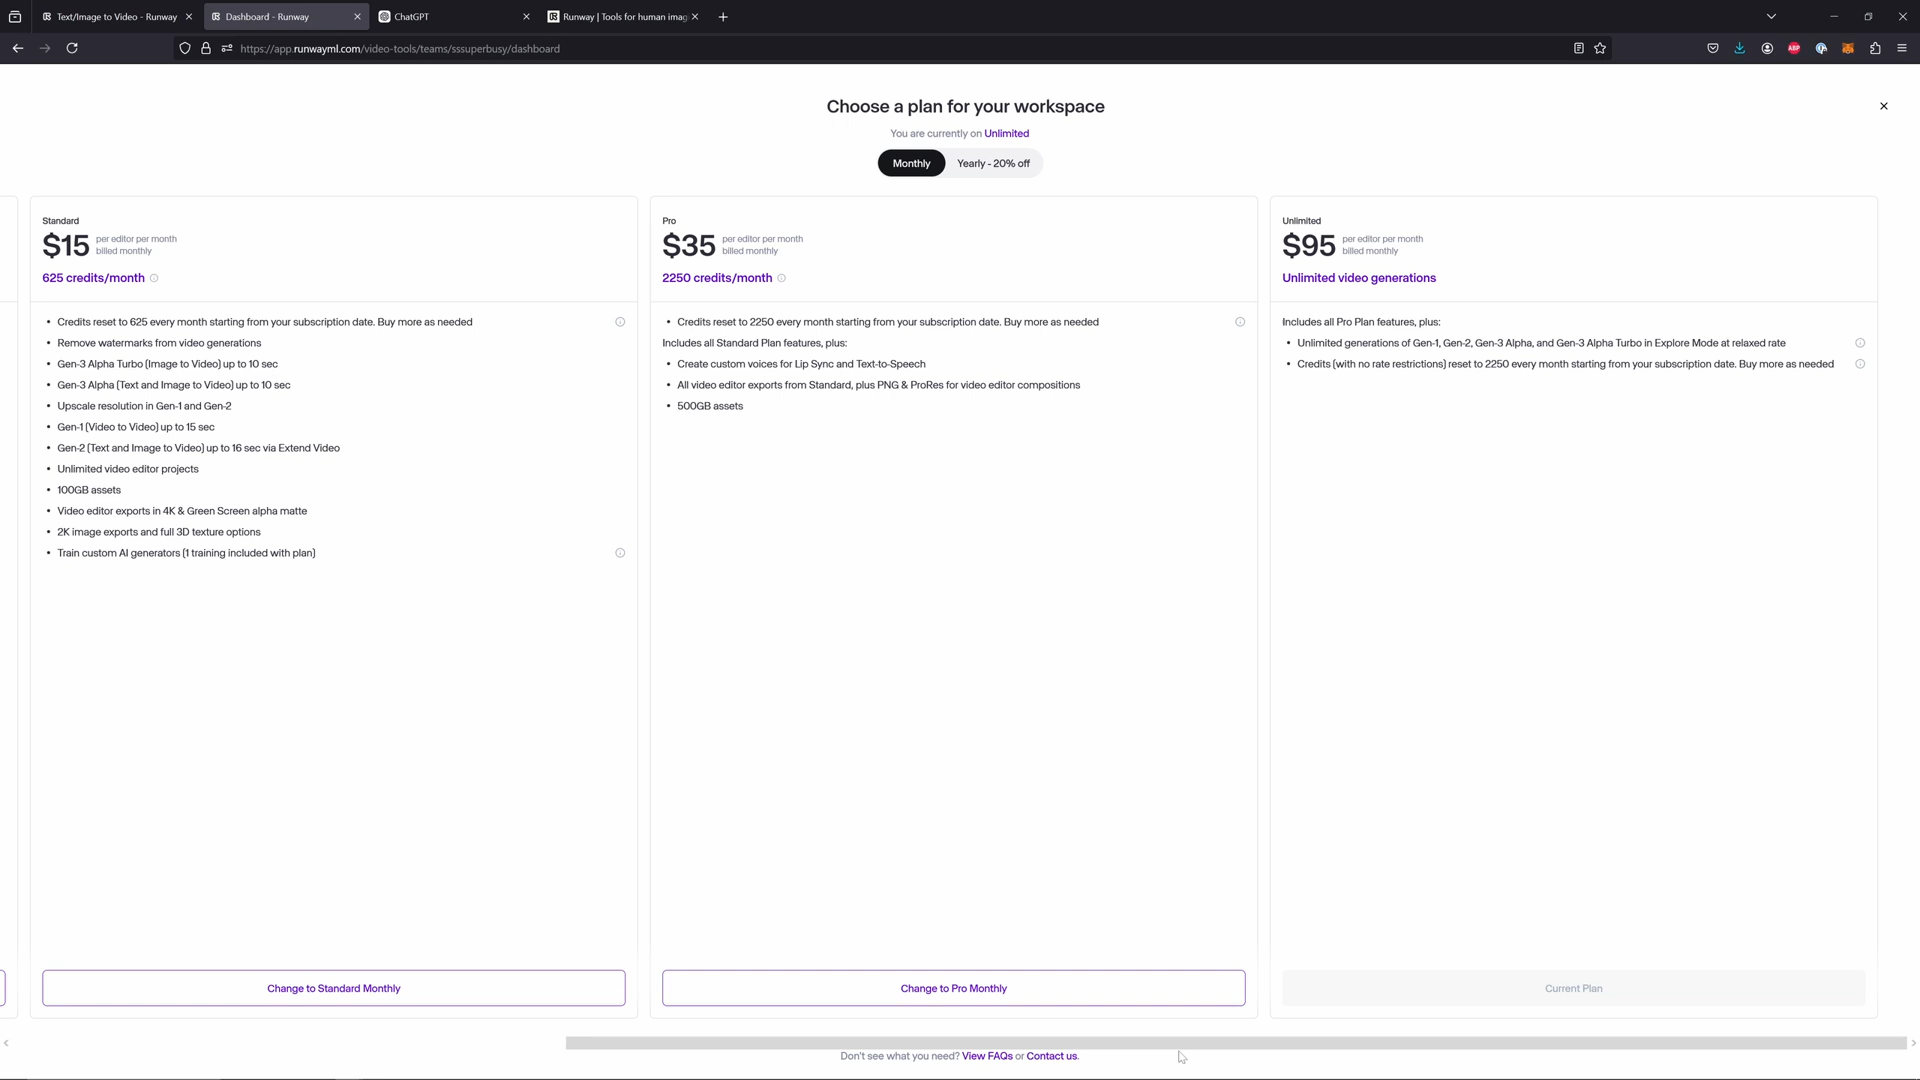 Text/Image to Video - Runway
Dashboard - Runway
ChatGPT
Runway | Tools for human imag
https://app.runwayml.com/video-tools/teams/sssuperbusy/dashboard
ABP
Choose a plan for your workspace
You are currently on Unlimited
Monthly
Yearly - 20% off
Standard
$15 per editor per month
billed monthly
625 credits/month
• Credits reset to 625 every month starting from your subscription date. Buy more as needed
• Remove watermarks from video generations
• Gen-3 Alpha Turbo (Image to Video) up to 10 sec
• Gen-3 Alpha (Text and Image to Video) up to 10 sec
• Upscale resolution in Gen-1 and Gen-2
• Gen-1 (Video to Video) up to 15 sec
• Gen-2 (Text and Image to Video) up to 16 sec via Extend Video
• Unlimited video editor projects
• 100GB assets
• Video editor exports in 4K & Green Screen alpha matte
• 2K image exports and full 3D texture options
• Train custom AI generators (1 training included with plan)
Change to Standard Monthly
Pro
$35 per editor per month
billed monthly
2250 credits/month
• Credits reset to 2250 every month starting from your subscription date. Buy more as needed
Includes all Standard Plan features, plus:
• Create custom voices for Lip Sync and Text-to-Speech
• All video editor exports from Standard, plus PNG & ProRes for video editor compositions
• 500GB assets
Change to Pro Monthly
Unlimited
$95 per editor per month
billed monthly
Unlimited video generations
Includes all Pro Plan features, plus:
• Unlimited generations of Gen-1, Gen-2, Gen-3 Alpha, and Gen-3 Alpha Turbo in Explore Mode at relaxed rate
• Credits (with no rate restrictions) reset to 2250 every month starting from your subscription date. Buy more as needed
Current Plan
Don't see what you need? View FAQs or Contact us.